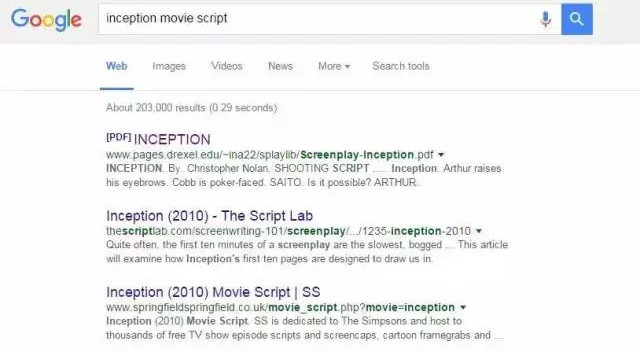 Google inception movie script
Web Images Videos News More Search tools
About 203,000 results (0.29 seconds)
[PDF] INCEPTION
www.pages.drexel.edu/~ina22/splaylib/Screenplay-Inception.pdf
INCEPTION. By. Christopher Nolan. SHOOTING SCRIPT ..... Inception. Arthur raises
his eyebrows. Cobb is poker-faced. SAITO. Is it possible? ARTHUR.
Inception (2010) - The Script Lab
thescriptlab.com/screenwriting-101/screenplay/.../1235-inception-2010
Quite often, the first ten minutes of a screenplay are the slowest, bogged ... This article
will examine how Inception's first ten pages are designed to draw us in.
Inception (2010) Movie Script | SS
www.springfieldspringfield.co.uk/movie_script.php?movie=inception
Inception (2010) Movie Script. SS is dedicated to The Simpsons and host to
thousands of free TV show episode scripts and screencaps, cartoon framegrabs and ...